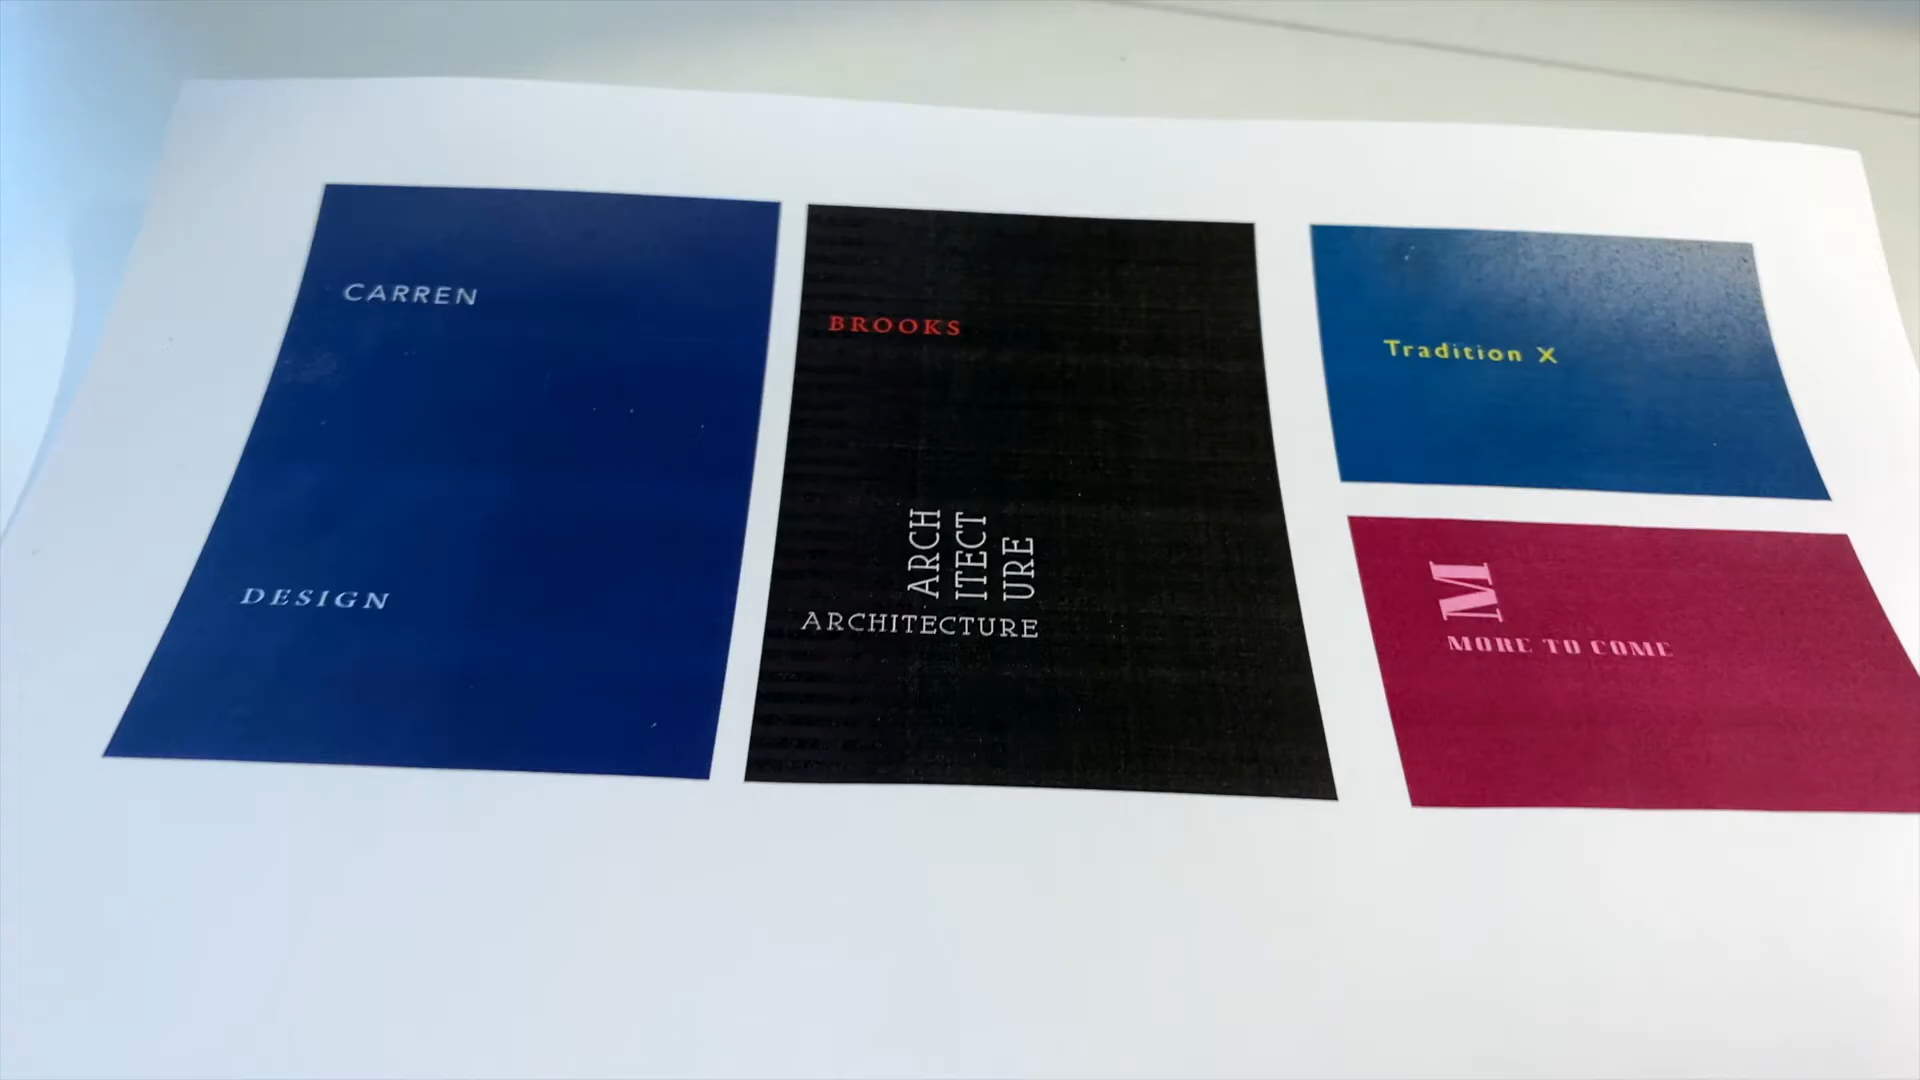 CARREN
DESIGN
BROOKS
ARCH
ITECT
URE
ARCHITECTURE
Tradition X
M
MORE TO COME